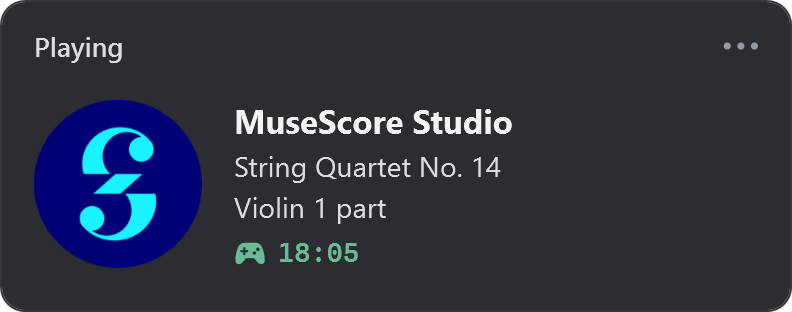 Playing
MuseScore Studio
String Quartet No. 14
Violin 1 part
18:05